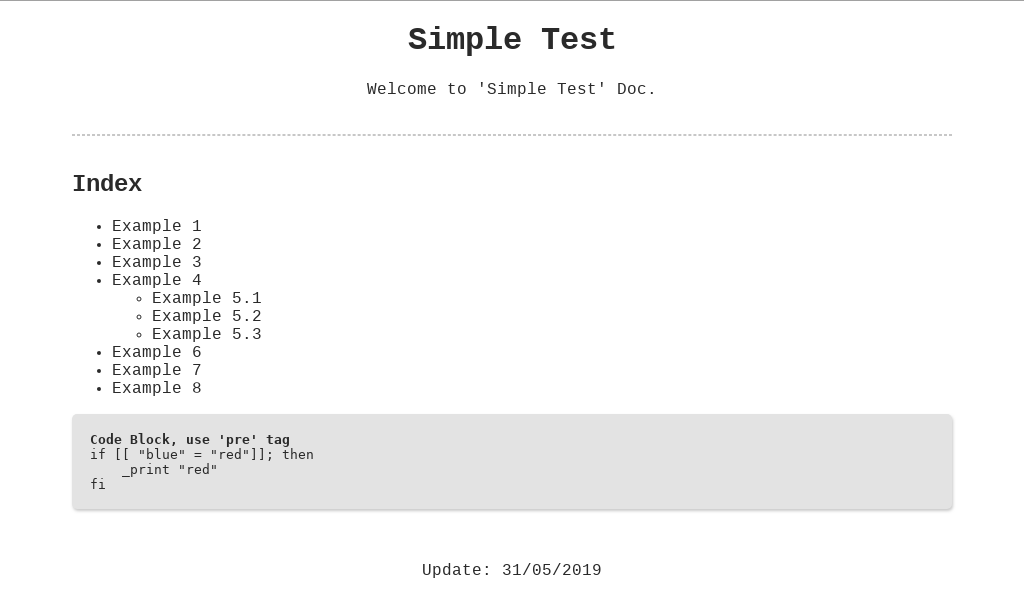 Simple Test
Welcome to 'Simple Test' Doc.
Index
Example 1
Example 2
Example 3
Example 4
Example 5.1
Example 5.2
Example 5.3
Example 6
Example 7
Example 8
Code Block, use 'pre' tag
if [[ "blue" = "red"]]; then
    _print "red"
fi
Update: 31/05/2019